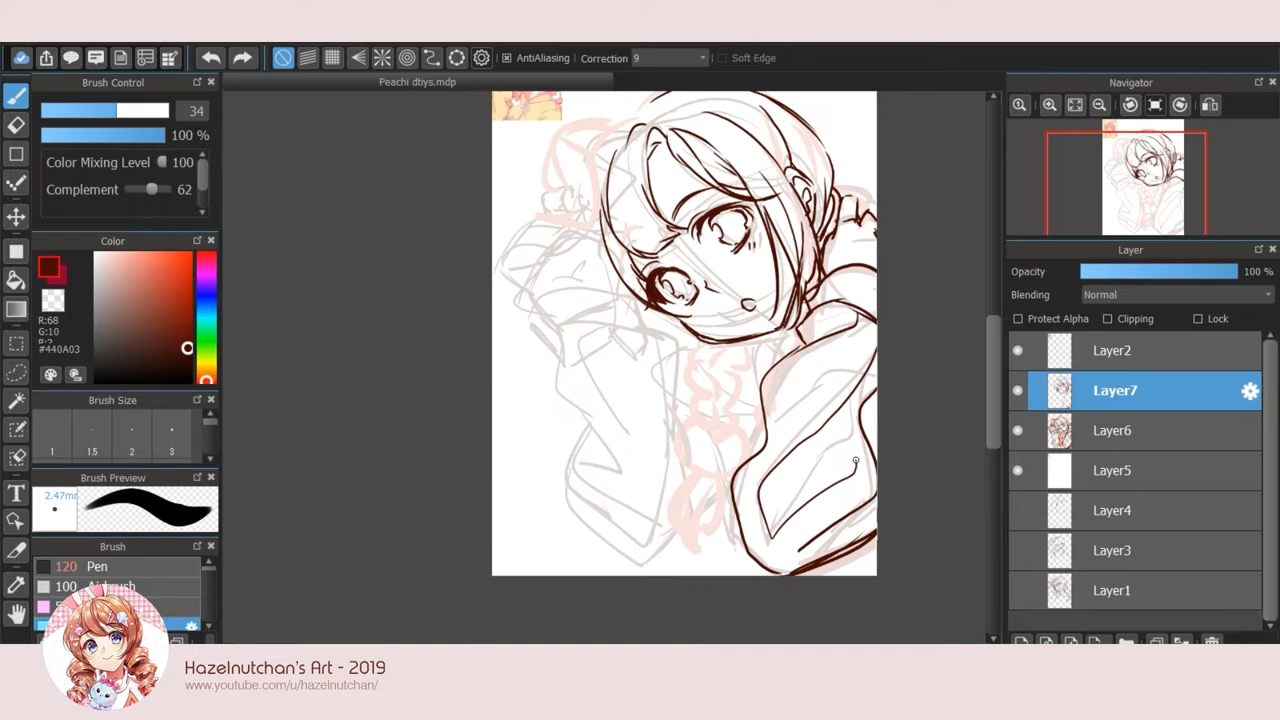 AntiAliasing Correction 9 Soft Edge
Brush Control
Peachi dtiys.mdp
Navigator
34
100 %
Color Mixing Level 100
Complement 62
Color
R:68
G:10
#440A03
Brush Size
1 1.5 2 3
Brush Preview
2.47m
Brush
120 Pen
100 Airbrush
Layer
Opacity 100 %
Blending Normal
Protect Alpha Clipping Lock
Layer2
Layer7
Layer6
Layer5
Layer4
Layer3
Layer1
T
Hazelnutchan's Art - 2019
www.youtube.com/u/hazelnutchan/